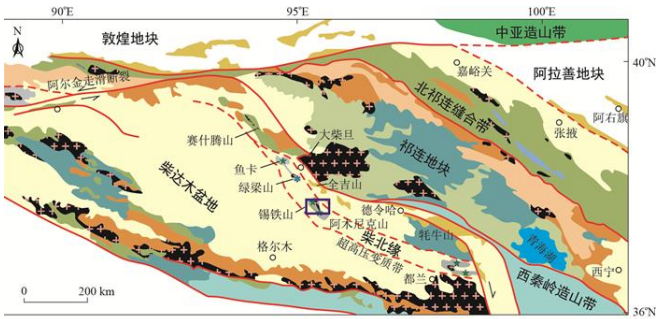 90°E
95°E
100°E
N
敦煌地块
中亚造山带
40°N
阿尔金走滑断裂
嘉峪关
阿拉善地块
北祁连缝合带
阿右旗
张掖
赛什腾山
大柴旦
祁连地块
鱼卡
绿梁山
全吉山
柴达木盆地
锡铁山
德令哈
阿木尼克山
柴北缘
牦牛山
青海湖
格尔木
超高压变质带
都兰
西宁
西秦岭造山带
0
200 km
36°N